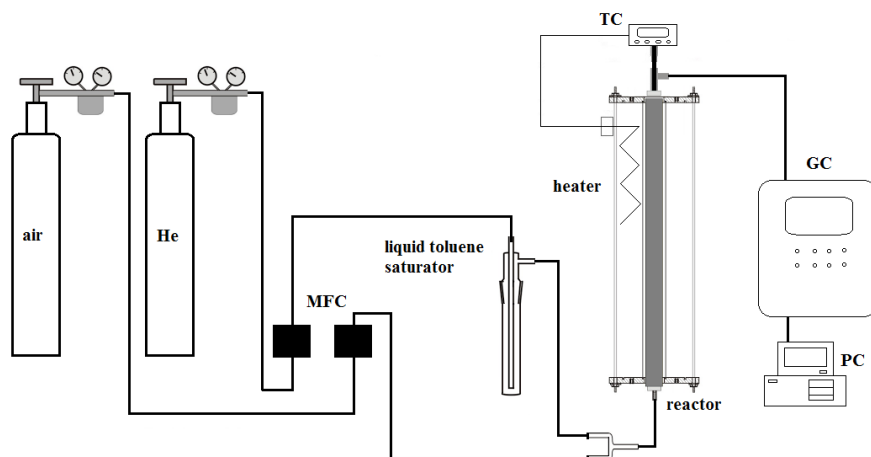 TC
GC
heater
air
He
liquid toluene
saturator
MFC
PC
reactor